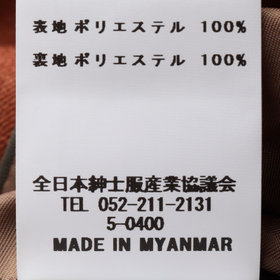 表地 ポリエステル 100%
裏地 ポリエステル 100%
全日本紳士服産業協議会
TEL 052-211-2131
5-0400
MADE IN MYANMAR